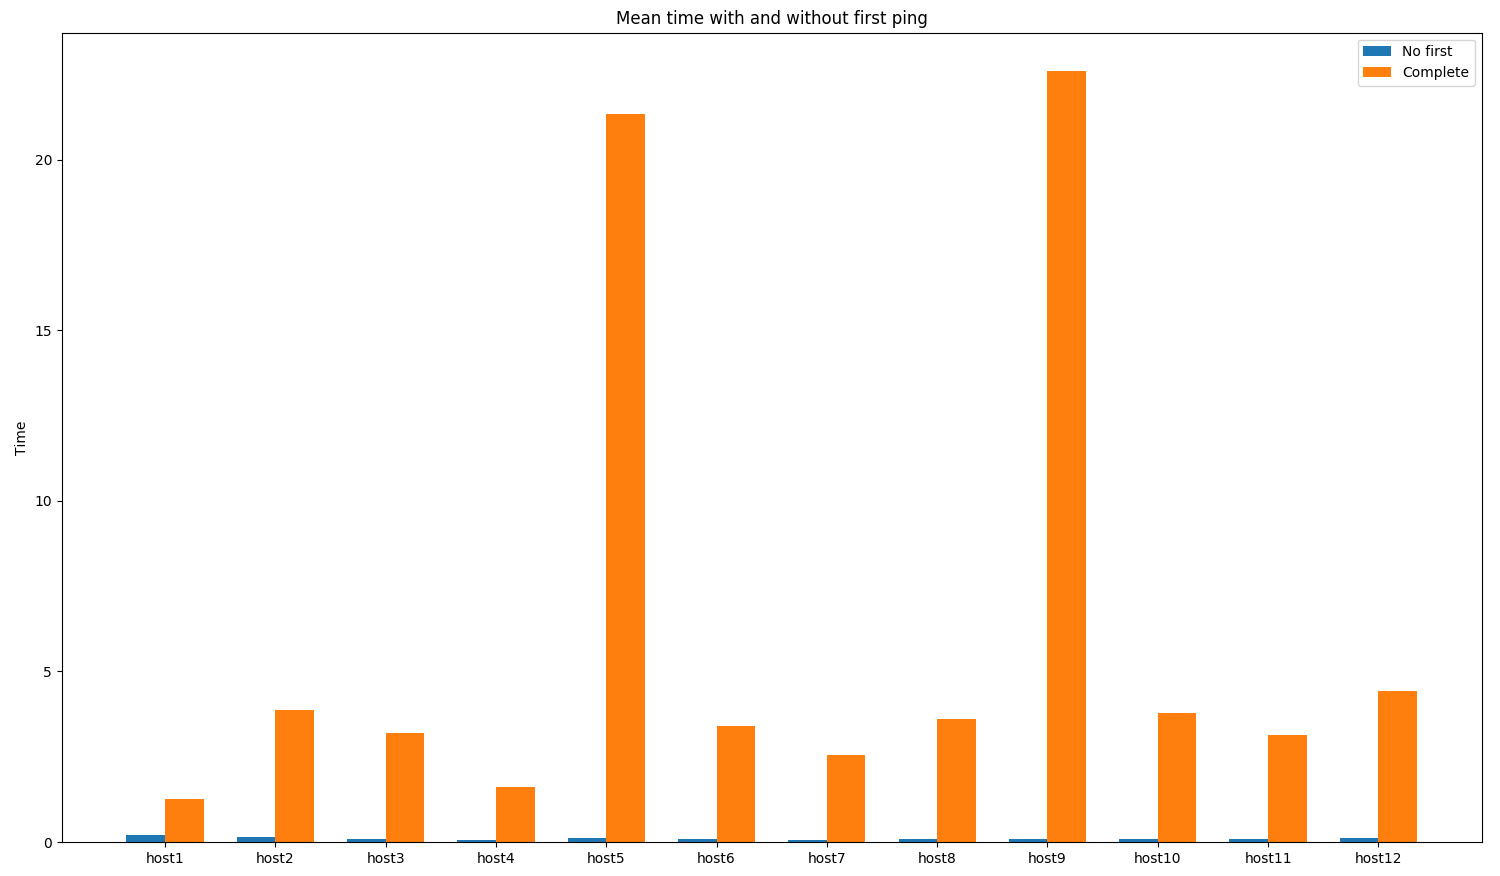 Mean time with and without first ping
No first
Complete
Time
20
15
10
5
0
host1 host2 host3 host4 host5 host6 host7 host8 host9 host10 host11 host12